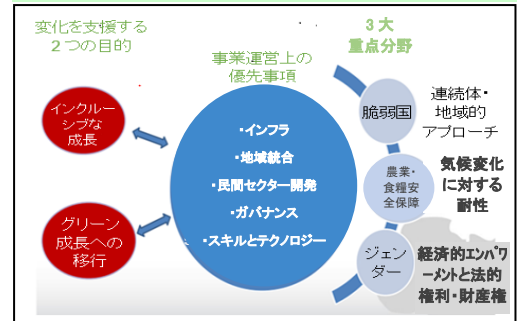 変化を支援する
２つの目的
インクルー
シブな
成長
グリーン
成長への
移行
事業運営上の
優先事項
・インフラ
・地域統合
・民間セクター開発
・ガバナンス
・スキルとテクノロジー
３大
重点分野
脆弱国
連続体・
地域的
アプローチ
農業・
食糧安
全保障
気候変化
に対する
耐性
ジェン
ダー
経済的エンパワ
ーメントと法的
権利・財産権